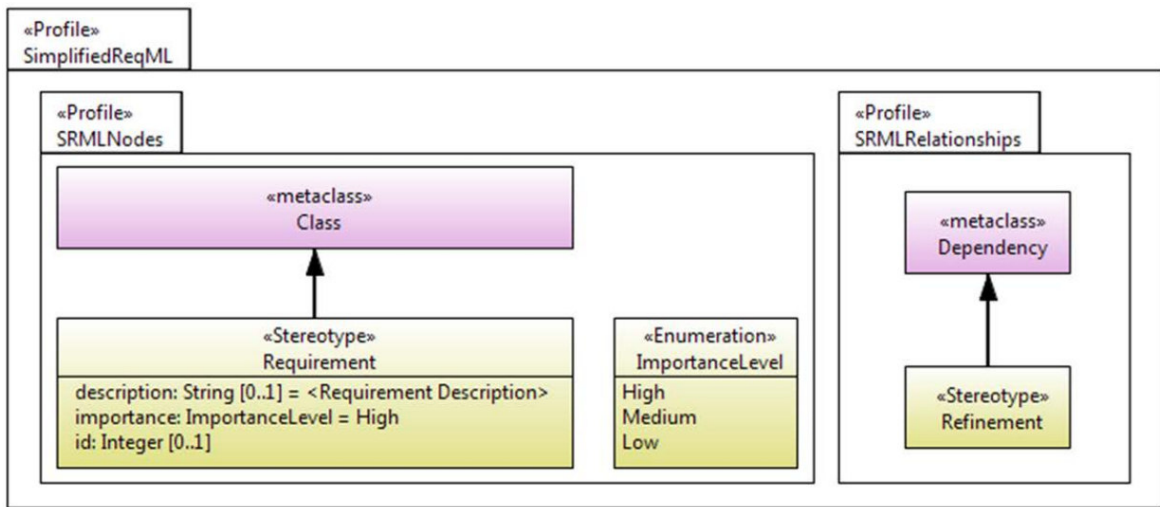 «Profile»
SimplifiedReqML
«Profile»
SRMLNodes
«metaclass»
Class
«Stereotype»
Requirement
description: String [0..1] = <Requirement Description>
importance: ImportanceLevel = High
id: Integer [0..1]
«Enumeration»
ImportanceLevel
High
Medium
Low
«Profile»
SRMLRelationships
«metaclass»
Dependency
«Stereotype»
Refinement